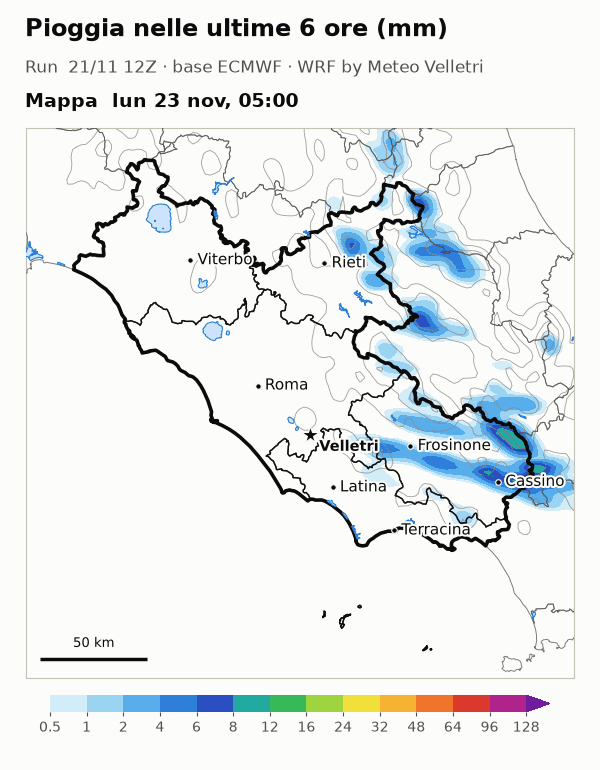 Pioggia nelle ultime 6 ore (mm)
Run 21/11 12Z · base ECMWF · WRF by Meteo Velletri
Mappa lun 23 nov, 05:00
Viterbo
Rieti
Roma
Velletri
Frosinone
Cassino
Latina
Terracina
50 km
0.5 1 2 4 6 8 12 16 24 32 48 64 96 128